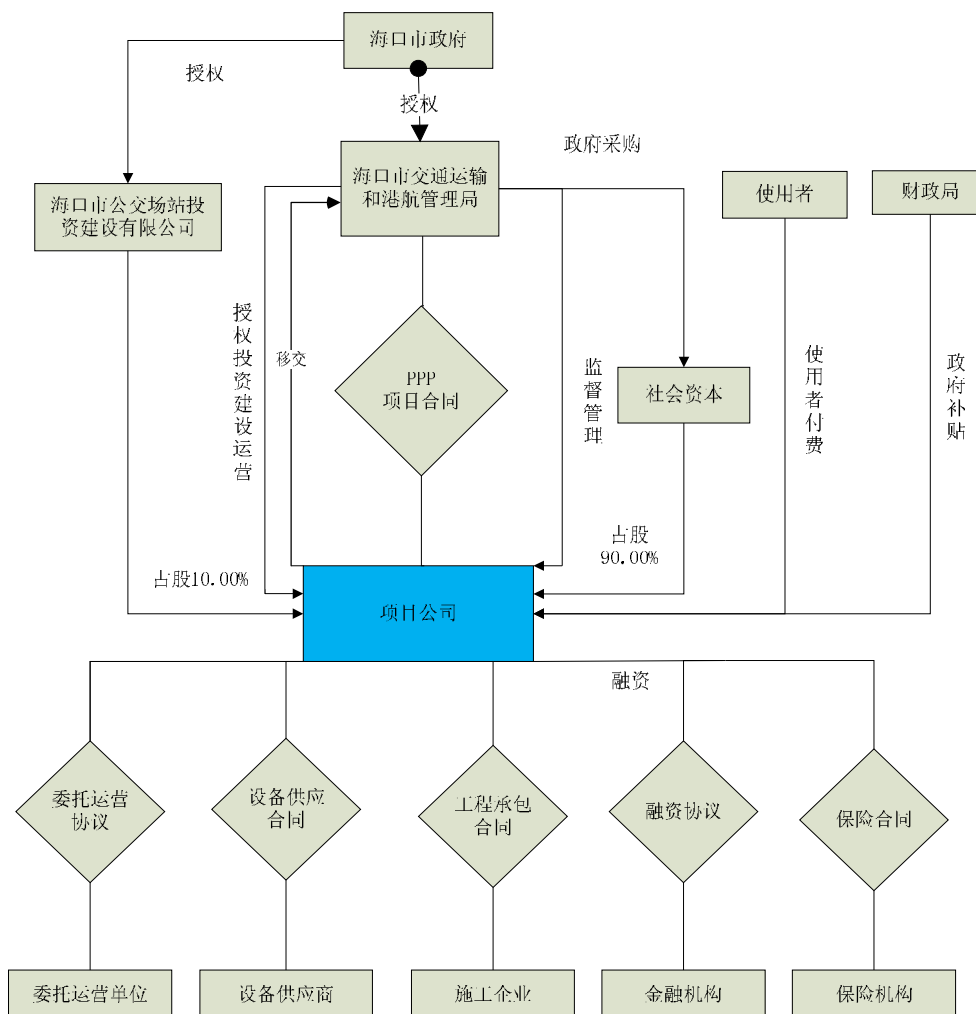 海口市政府
授权
授权
政府采购
海口市交通运输
和港航管理局
使用者
财政局
海口市公交场站投
资建设有限公司
授权投资建设运营
移交
PPP
项目合同
监督管理
社会资本
使用者付费
政府补贴
占股
90.00%
占股10.00%
项目公司
融资
委托运营
协议
设备供应
合同
工程承包
合同
融资协议
保险合同
委托运营单位
设备供应商
施工企业
金融机构
保险机构